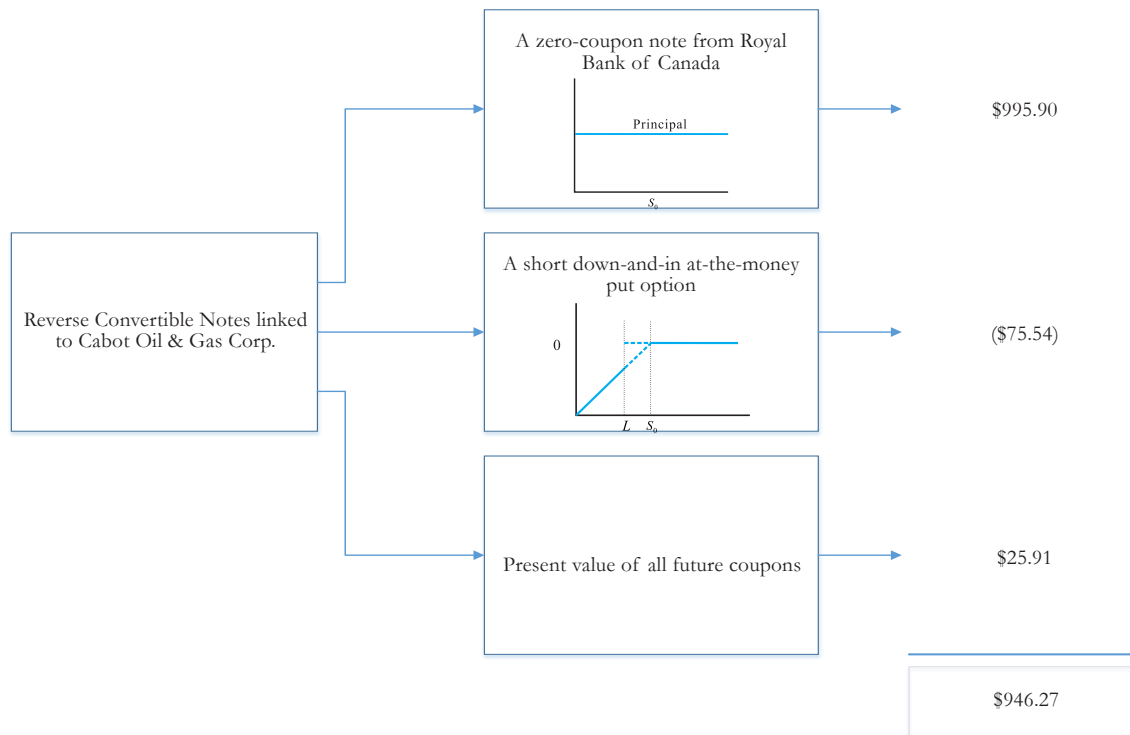 A zero-coupon note from Royal
Bank of Canada
Principal
S₀
$995.90
Reverse Convertible Notes linked
to Cabot Oil & Gas Corp.
A short down-and-in at-the-money
put option
0
L S₀
($75.54)
Present value of all future coupons
$25.91
$946.27